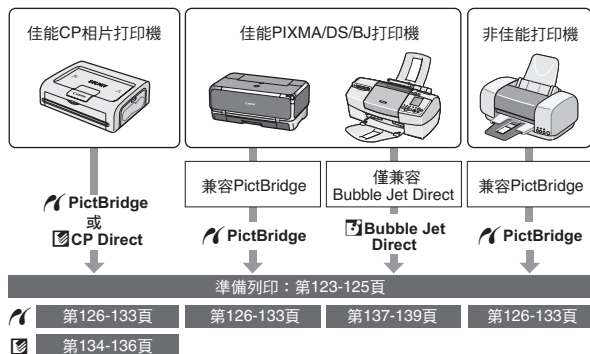 佳能CP相片打印機
佳能PIXMA/DS/BJ打印機
非佳能打印機
兼容PictBridge
僅兼容
Bubble Jet Direct
兼容PictBridge
PictBridge
或
CP Direct
PictBridge
Bubble Jet
Direct
PictBridge
準備列印：第123-125頁
第126-133頁
第126-133頁
第137-139頁
第126-133頁
第134-136頁